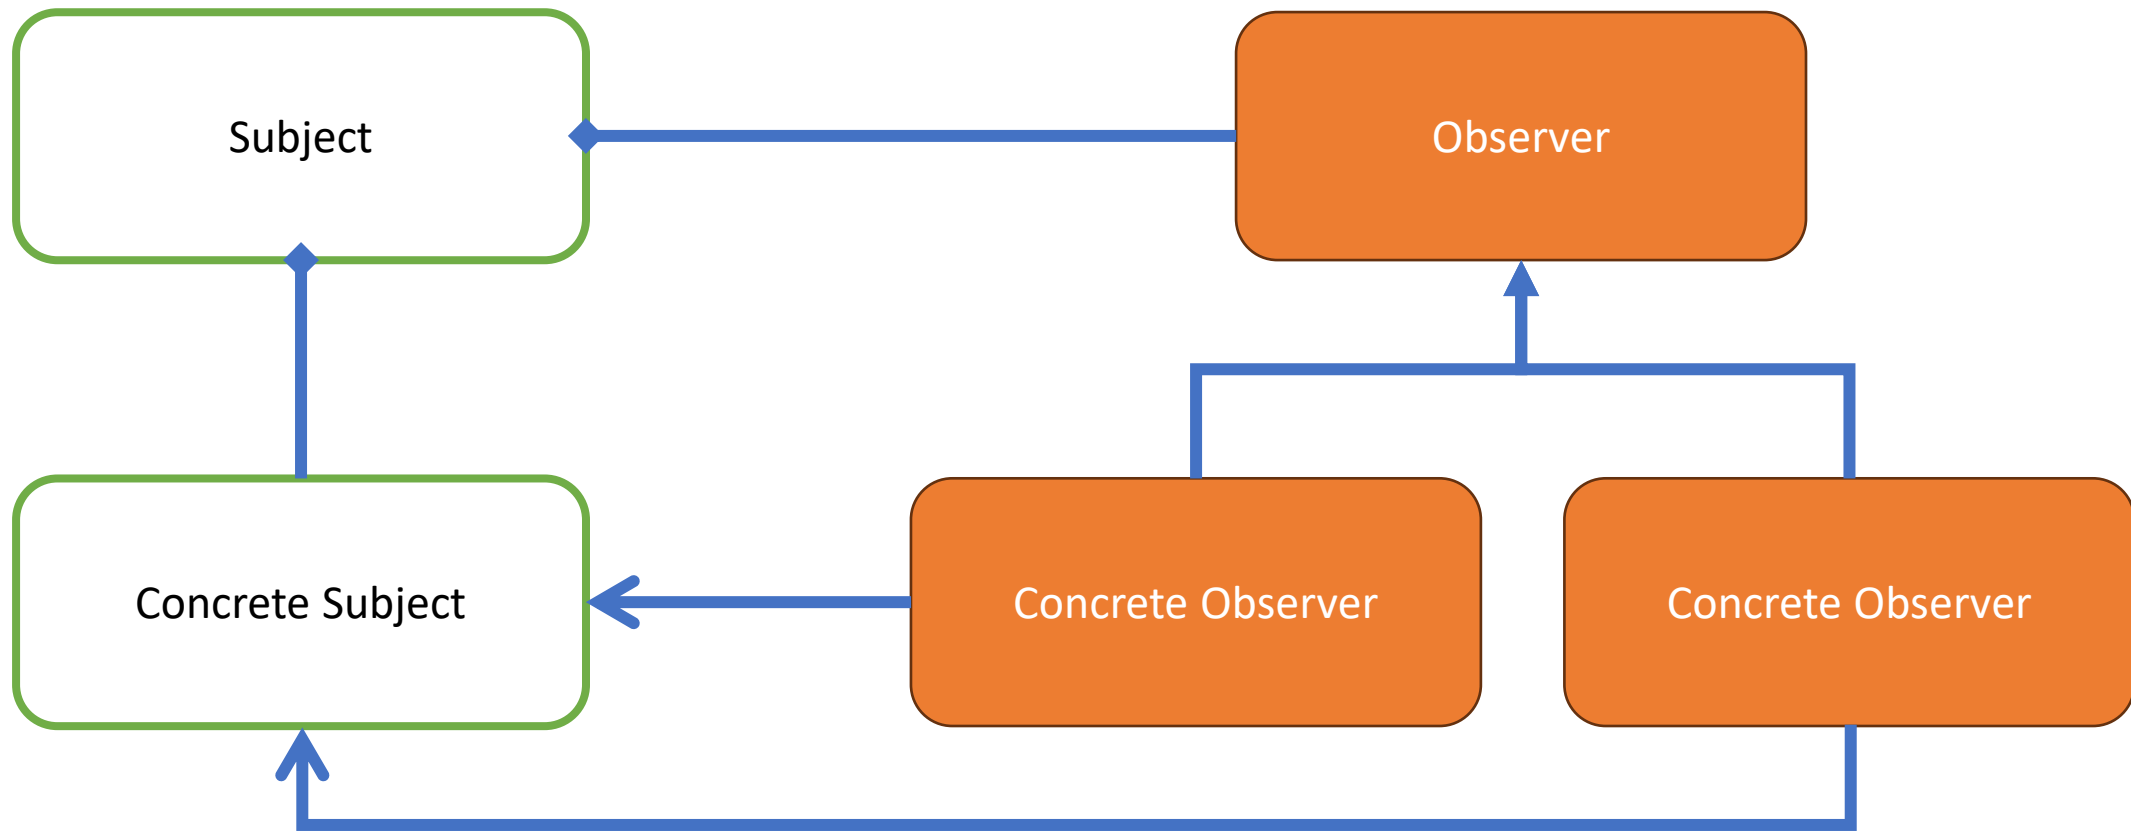 Subject
Observer
Concrete Subject
Concrete Observer
Concrete Observer